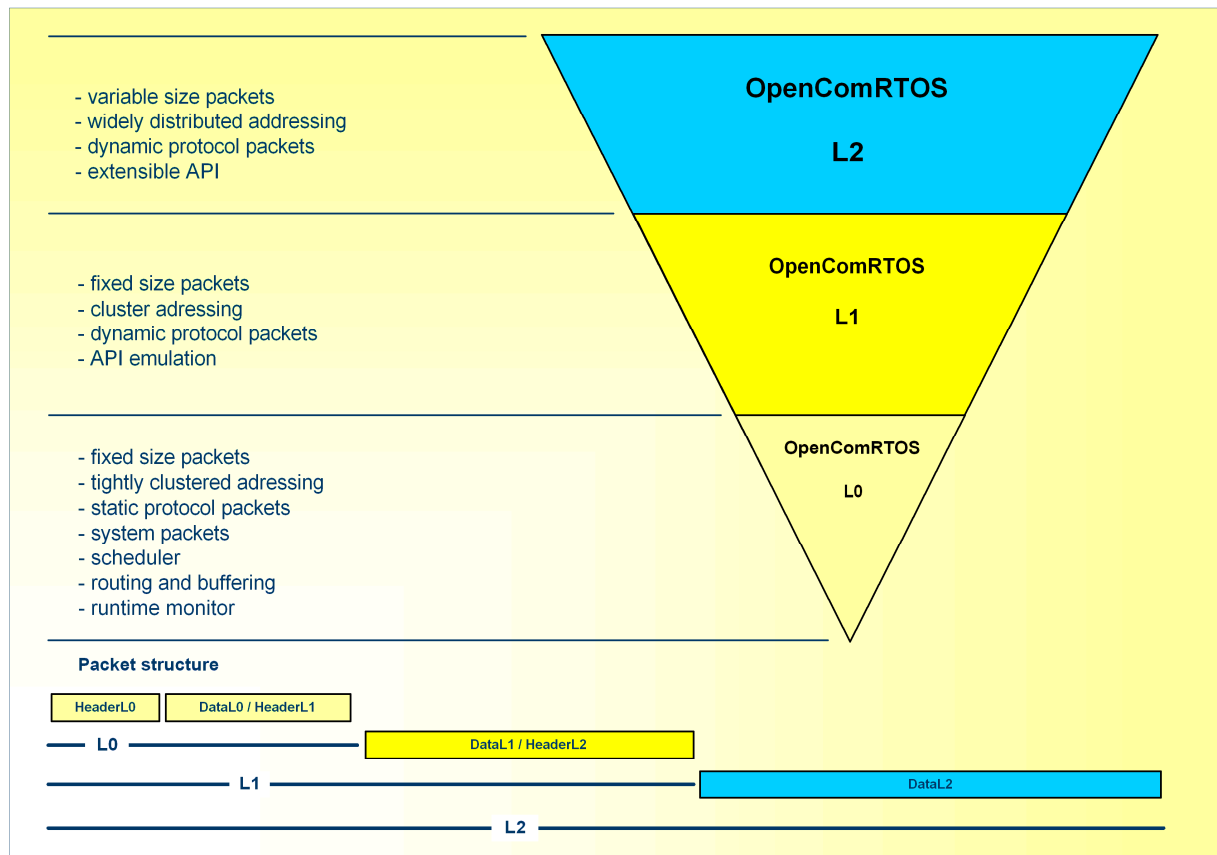 OpenComRTOS
L2
- variable size packets
- widely distributed addressing
- dynamic protocol packets
- extensible API
OpenComRTOS
L1
- fixed size packets
- cluster adressing
- dynamic protocol packets
- API emulation
OpenComRTOS
L0
- fixed size packets
- tightly clustered adressing
- static protocol packets
- system packets
- scheduler
- routing and buffering
- runtime monitor
Packet structure
HeaderL0
DataL0 / HeaderL1
L0
DataL1 / HeaderL2
L1
DataL2
L2